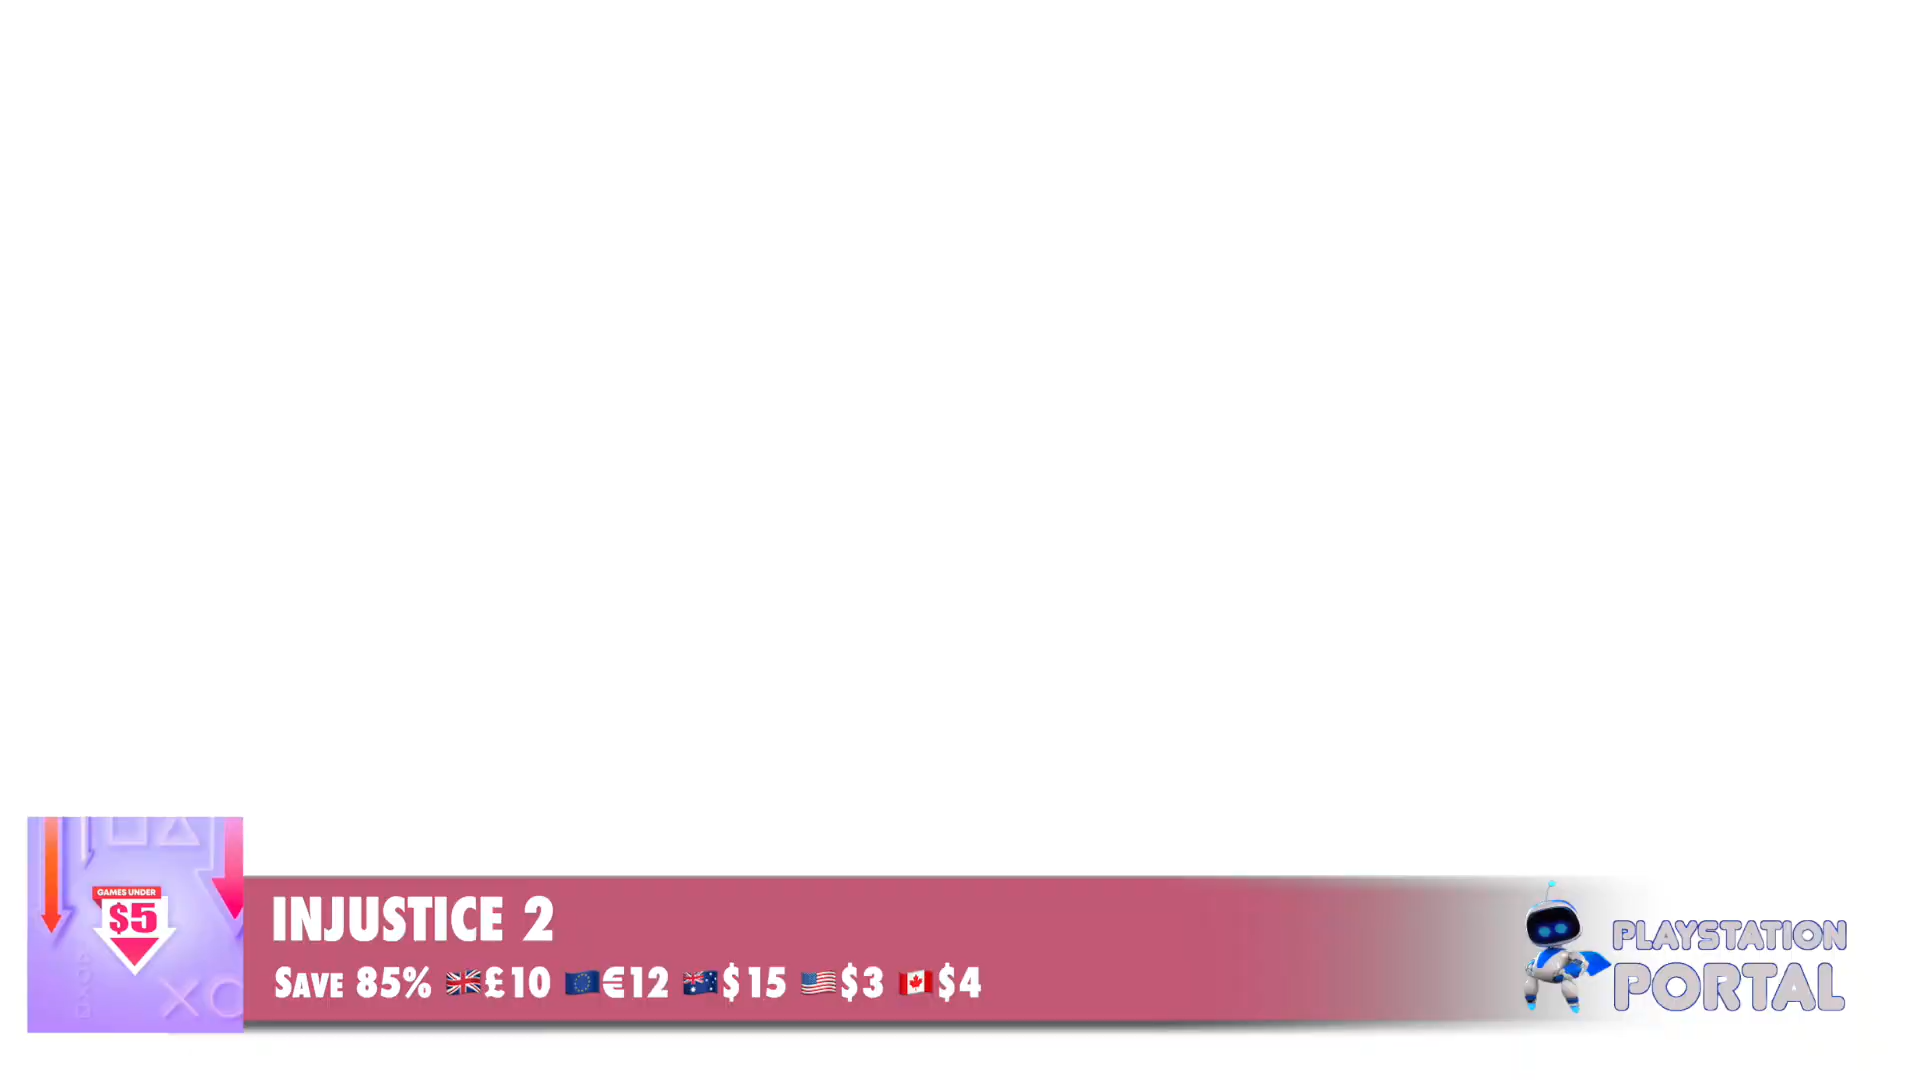 GAMES UNDER
$5
INJUSTICE 2
SAVE 85% 🇬🇧£10 🇪🇺€12 🇦🇺$15 🇺🇸$3 🇨🇦$4
PLAYSTATION
PORTAL